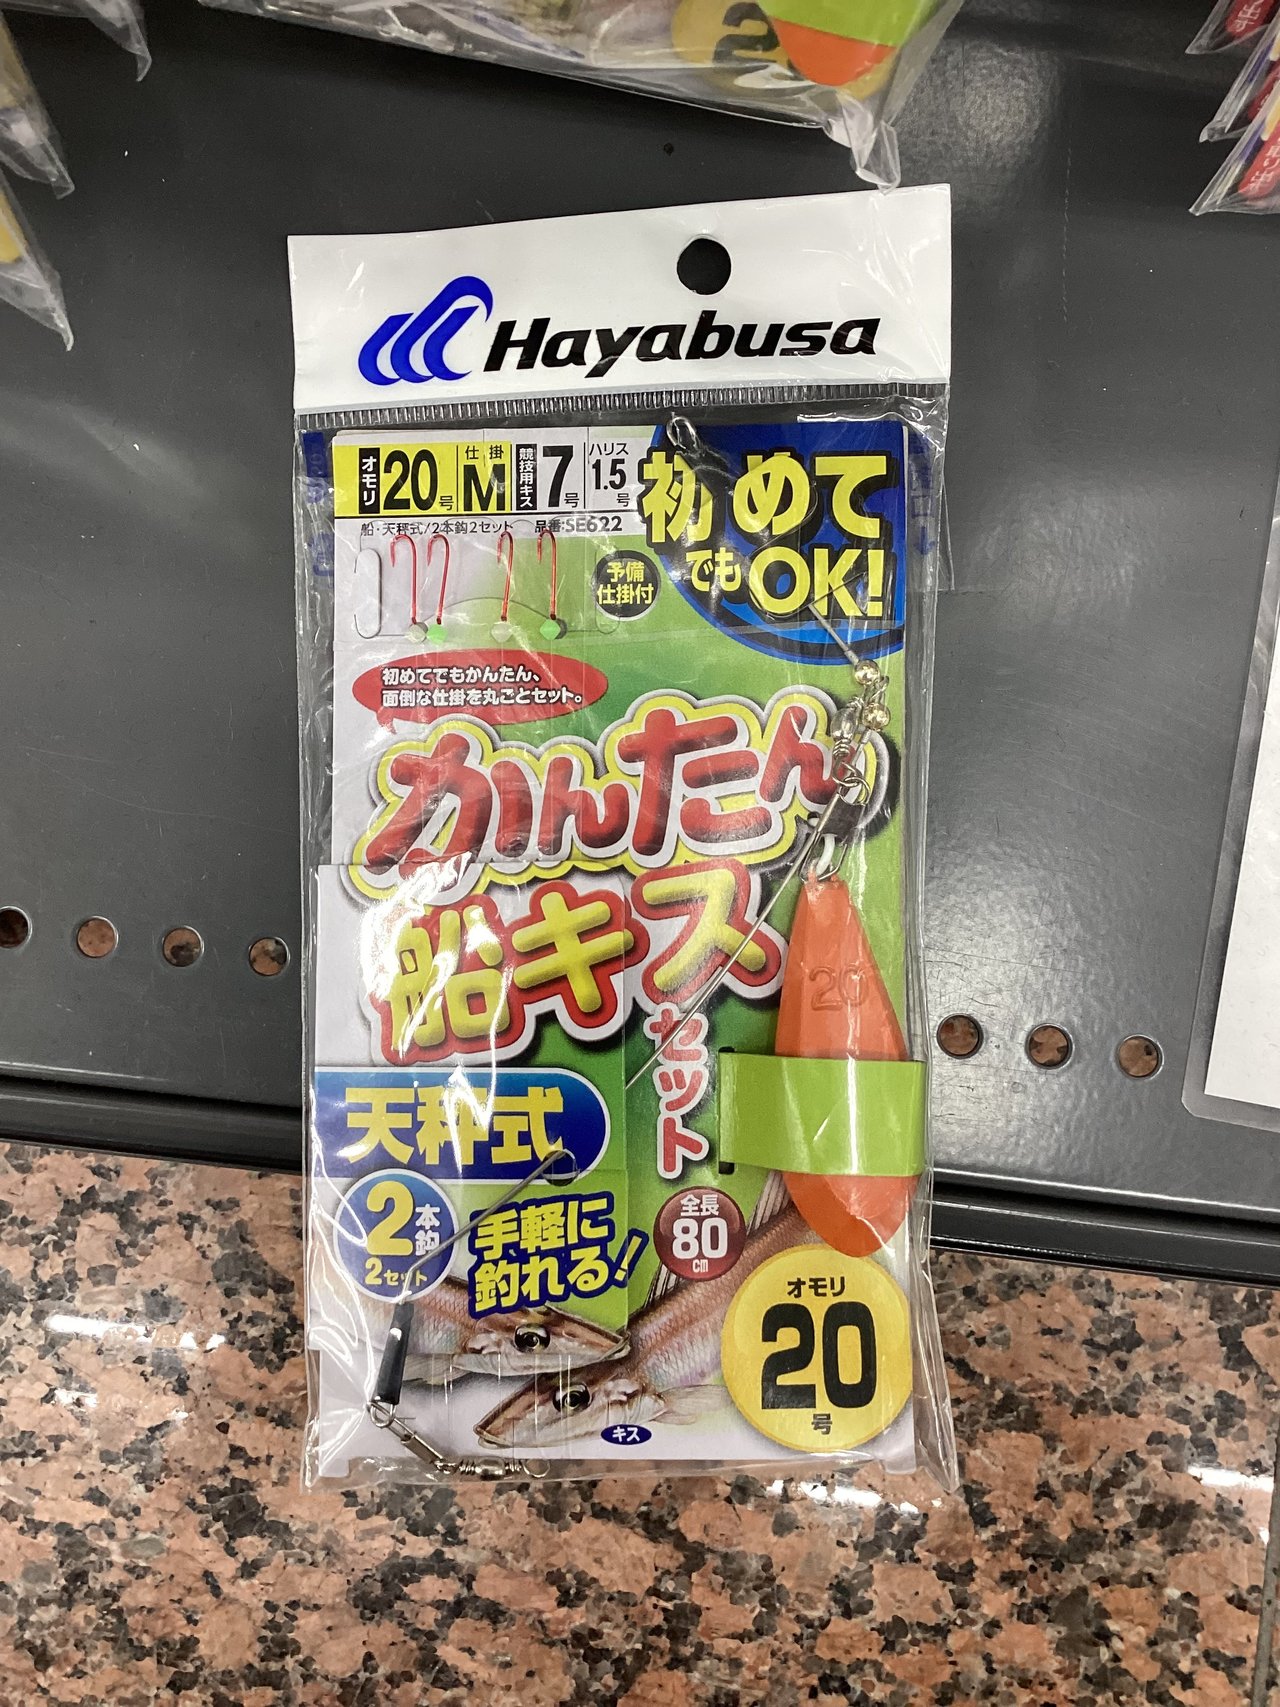 Hayabusa
オモリ 20号 仕掛 M 競技用キス 7号 ハリス 1.5号
船・天秤式/2本鈎2セット 品番:SE622
初めて
でもOK!
予備
仕掛付
初めてでもかんたん、
面倒な仕掛を丸ごとセット。
かんたん
船キス
セット
20
天秤式
2本鈎
2セット
手軽に
釣れる!
全長
80
cm
オモリ
20
号
キス